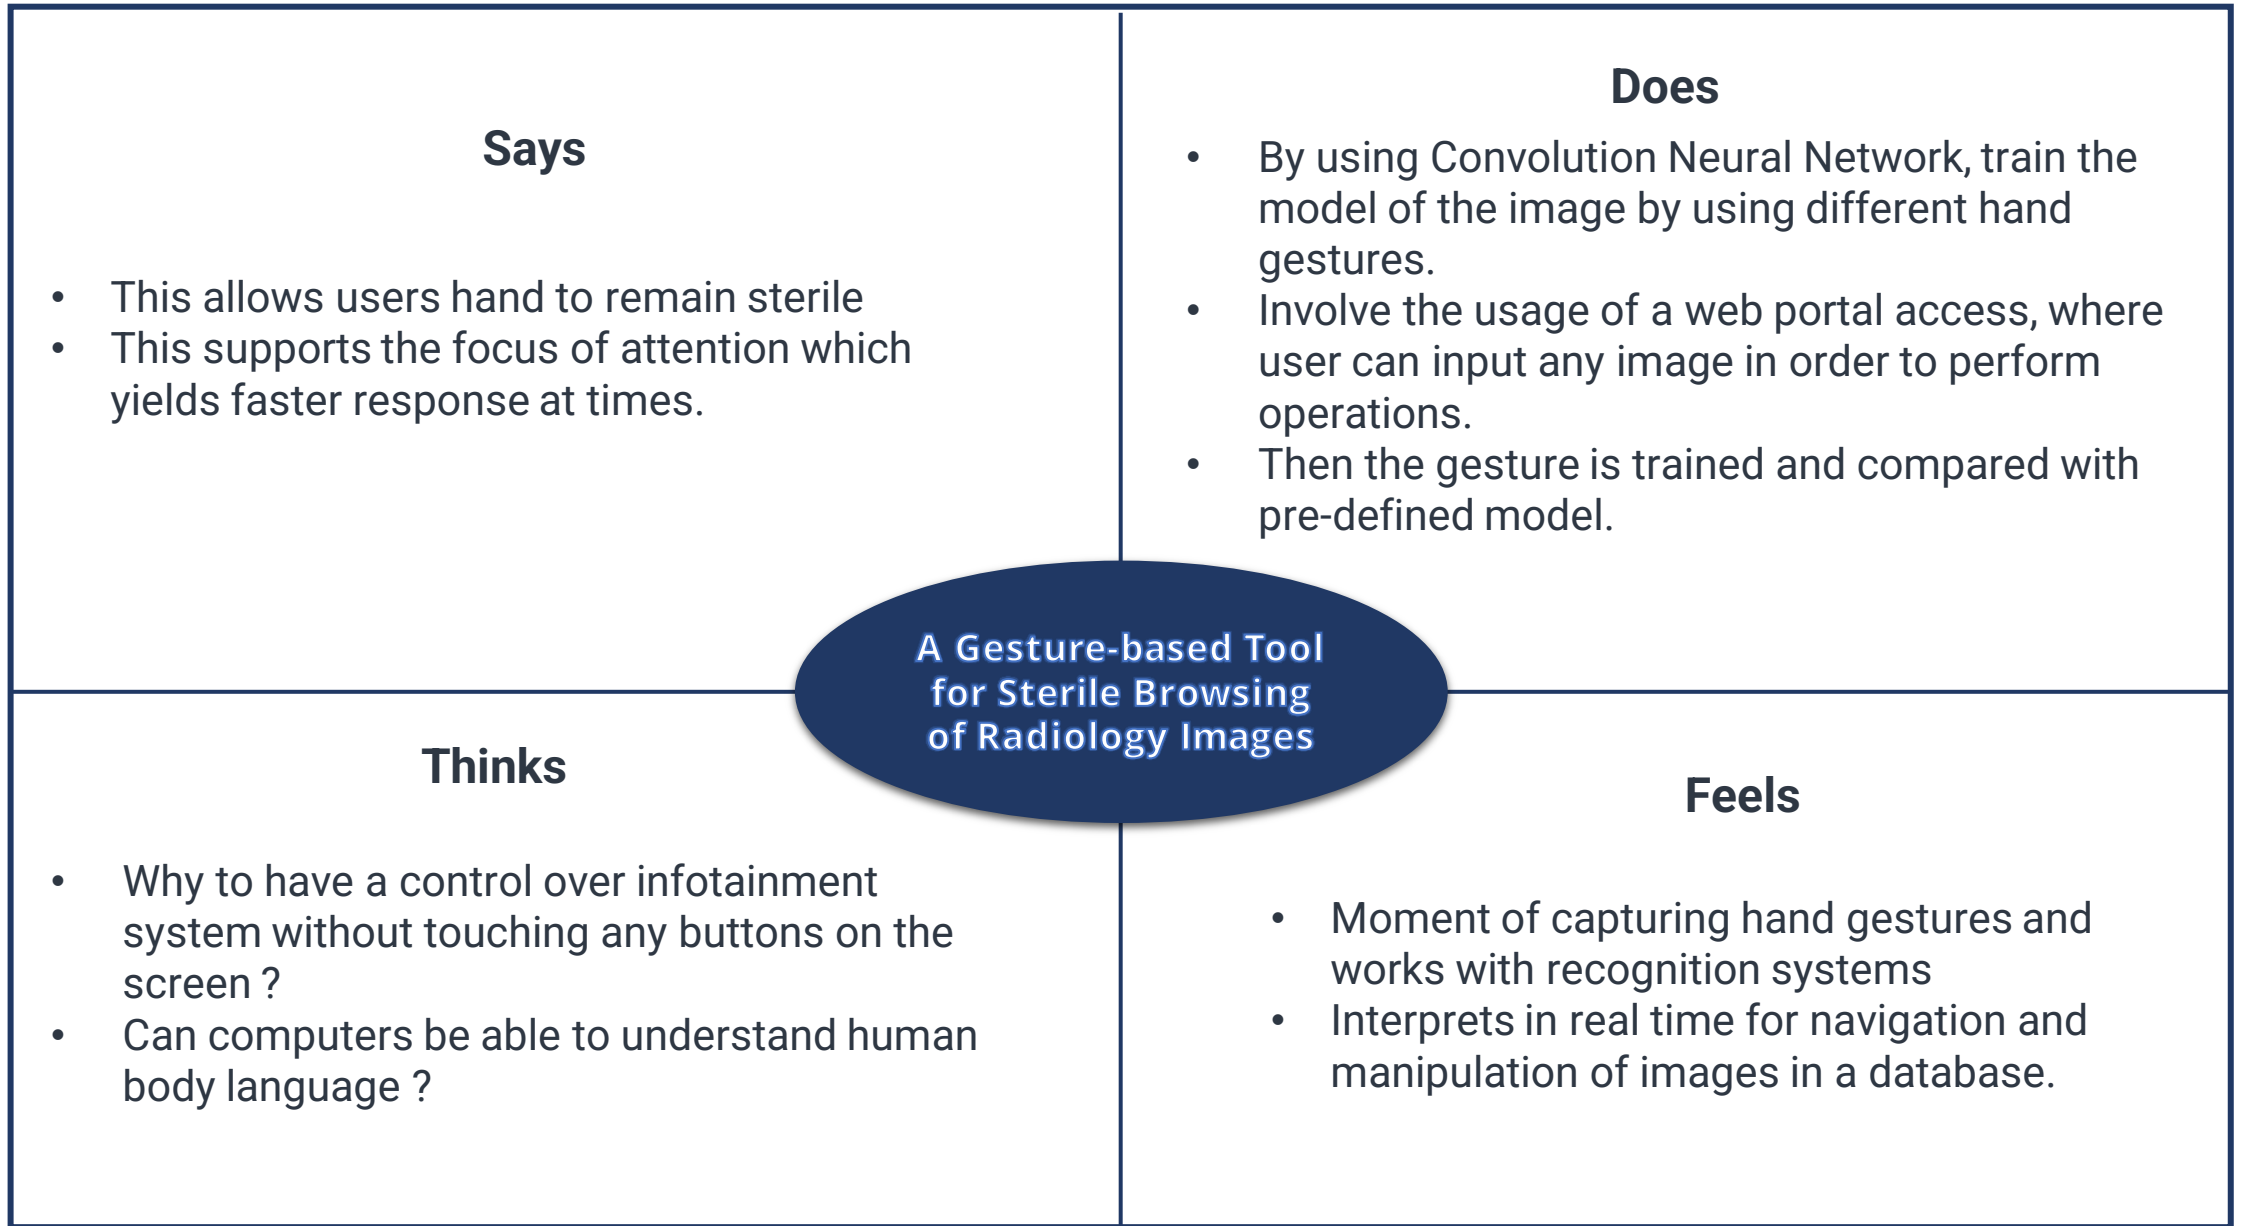 Says
• This allows users hand to remain sterile
• This supports the focus of attention which
yields faster response at times.
Does
• By using Convolution Neural Network, train the
model of the image by using different hand
gestures.
• Involve the usage of a web portal access, where
user can input any image in order to perform
operations.
• Then the gesture is trained and compared with
pre-defined model.
A Gesture-based Tool
for Sterile Browsing
of Radiology Images
Thinks
• Why to have a control over infotainment
system without touching any buttons on the
screen ?
• Can computers be able to understand human
body language ?
Feels
• Moment of capturing hand gestures and
works with recognition systems
• Interprets in real time for navigation and
manipulation of images in a database.